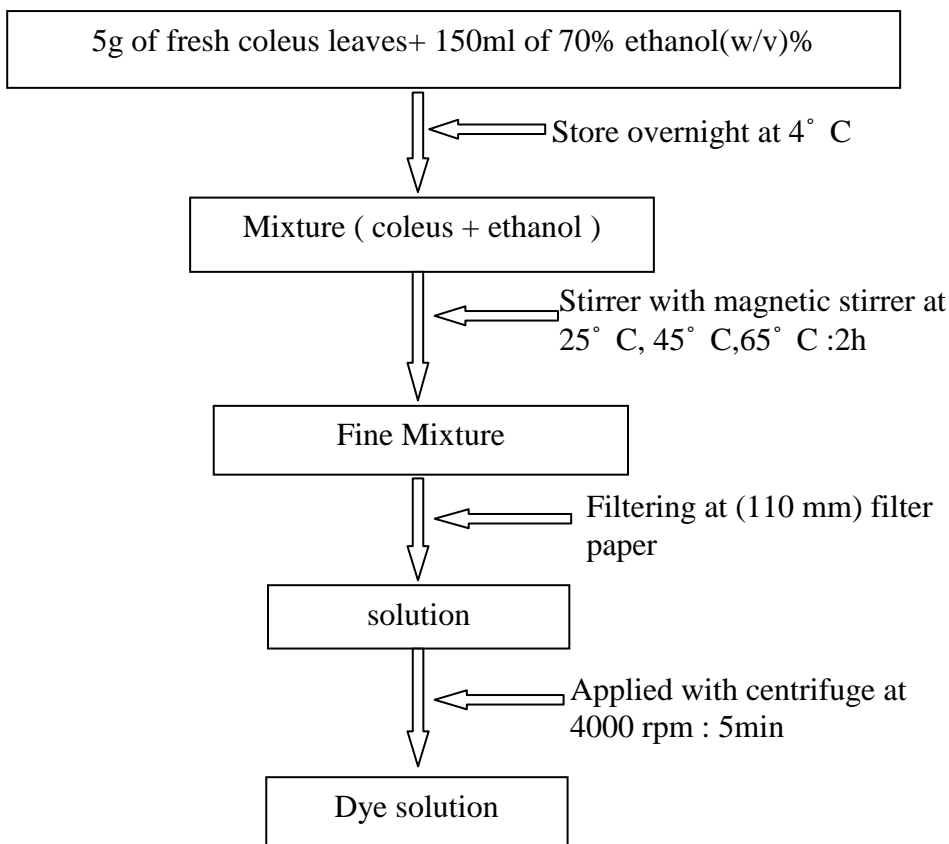 5g of fresh coleus leaves+ 150ml of 70% ethanol(w/v)%
Store overnight at 4˚ C
Mixture ( coleus + ethanol )
Stirrer with magnetic stirrer at
25˚ C, 45˚ C,65˚ C :2h
Fine Mixture
Filtering at (110 mm) filter
paper
solution
Applied with centrifuge at
4000 rpm : 5min
Dye solution